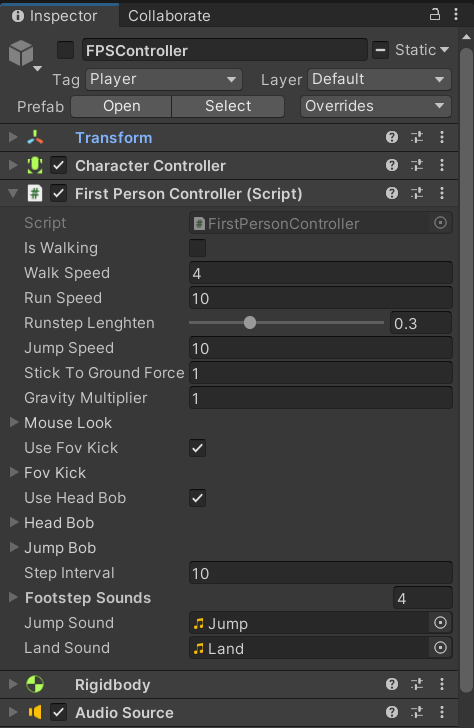 Inspector Collaborate
FPSController Static
Tag Player Layer Default
Prefab Open Select Overrides
Transform
Character Controller
# First Person Controller (Script)
Script # FirstPersonController
Is Walking
Walk Speed 4
Run Speed 10
Runstep Lenghten 0.3
Jump Speed 10
Stick To Ground Force 1
Gravity Multiplier 1
Mouse Look
Use Fov Kick
Fov Kick
Use Head Bob
Head Bob
Jump Bob
Step Interval 10
Footstep Sounds 4
Jump Sound Jump
Land Sound Land
Rigidbody
Audio Source